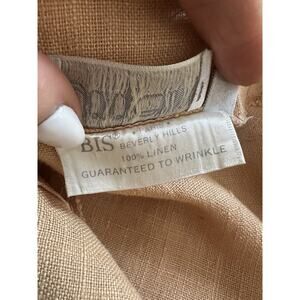 BIS®
BEVERLY HILLS
100% LINEN
GUARANTEED TO WRINKLE